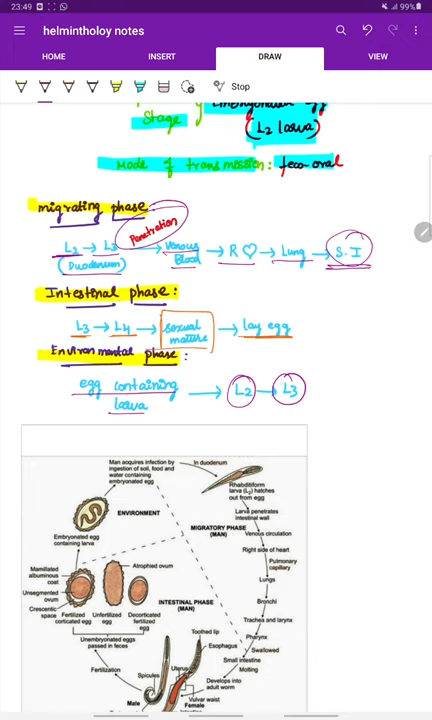 23:49
99%
helmintholoy notes
HOME INSERT DRAW VIEW
Stop
Stage
(L2 larva)
Mode of transmission: feco-oral
migrating phase
Penetration
L2 → L3 → Venous Blood → R ♡ → Lung → S.I
(Duodenum)
Intestinal phase:
L3 → L4 → sexual mature → lay egg
Environmental phase:
egg containing larva → L2 → L3
Man acquires infection by ingestion of soil, food and water containing embryonated egg
In duodenum
Rhabditiform larva (L3) hatches out from egg
ENVIRONMENT
Larva penetrates intestinal wall
MIGRATORY PHASE (MAN)
Venous circulation
Embryonated egg containing larva
Right side of heart
Pulmonary capillary
Mamillated albuminous coat
Atrophied ovum
Lungs
Unsegmented ovum
INTESTINAL PHASE (MAN)
Bronchi
Crescentic space
Fertilized corticated egg
Unfertilized egg
Decorticated fertilized egg
Trachea and larynx
Toothed lip
Pharynx
Unembryonated eggs passed in feces
Esophagus
Swallowed
Small intestine
Fertilization
Uterus
Molting
Spicules
Develops into adult worm
Male
Vulvar waist
Female